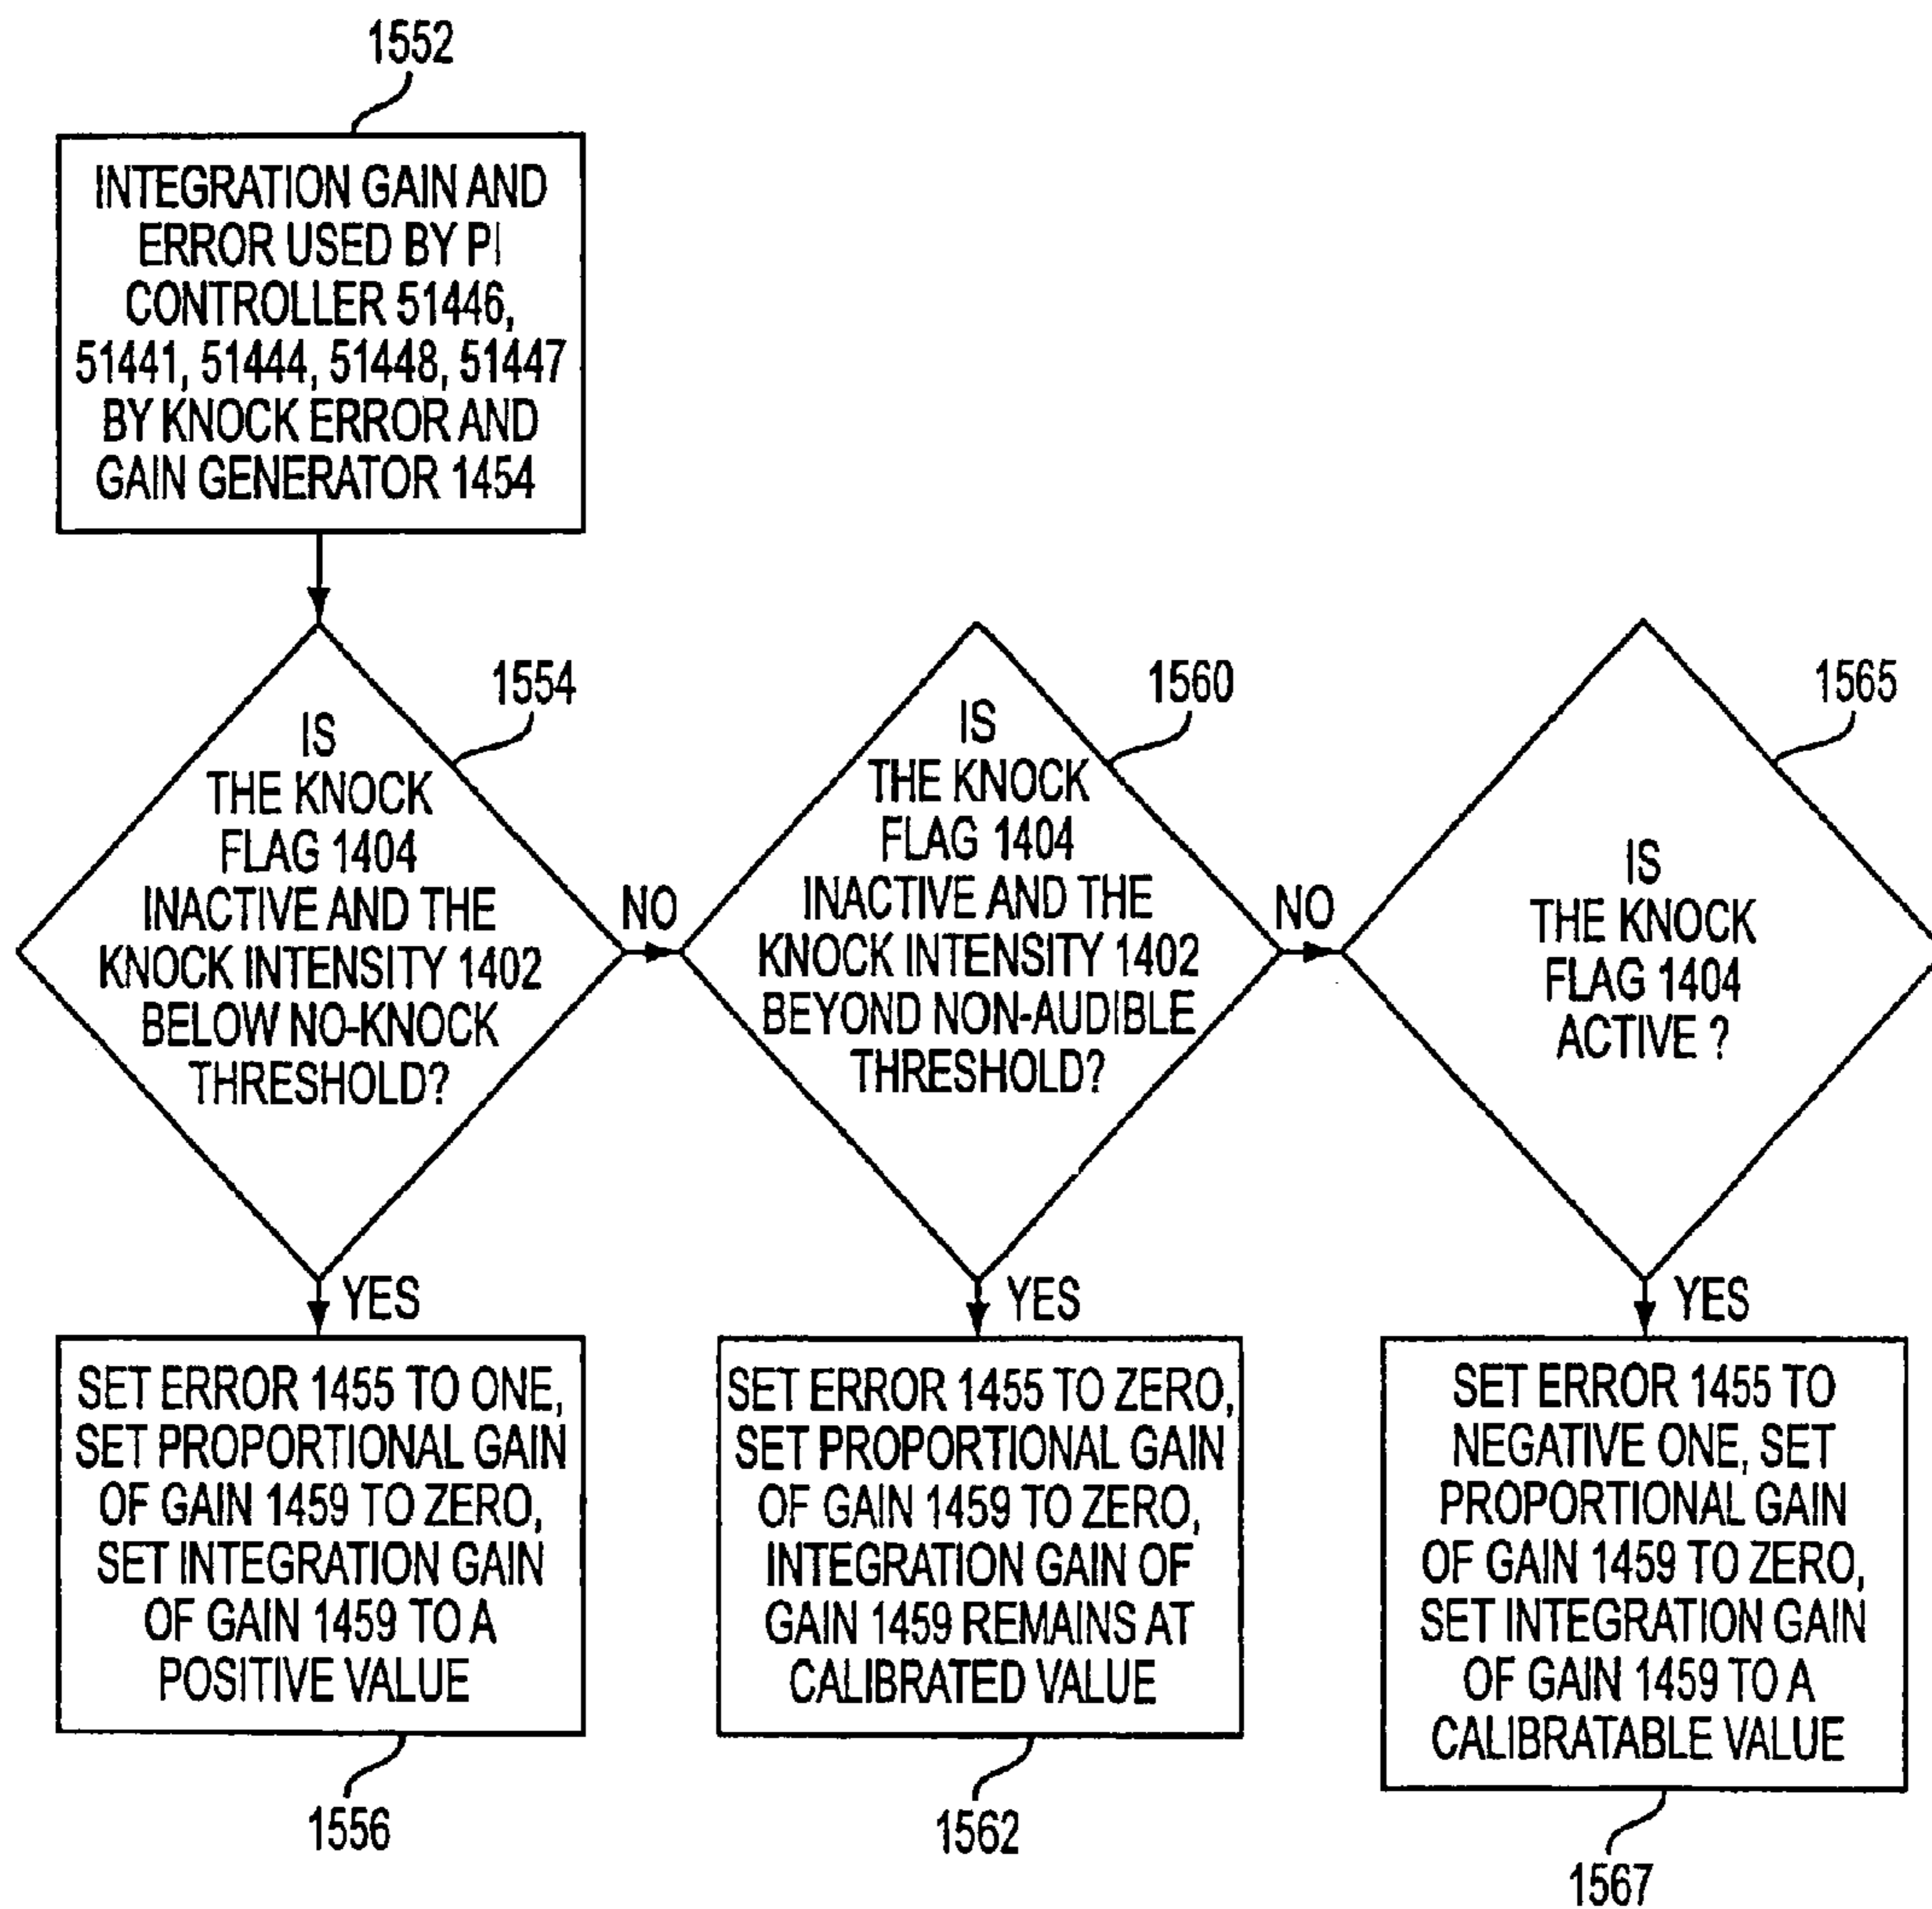 1552
INTEGRATION GAIN AND
ERROR USED BY PI
CONTROLLER 51446,
51441, 51444, 51448, 51447
BY KNOCK ERROR AND
GAIN GENERATOR 1454
1554
IS
THE KNOCK
FLAG 1404
INACTIVE AND THE
KNOCK INTENSITY 1402
BELOW NO-KNOCK
THRESHOLD?
NO
1560
IS
THE KNOCK
FLAG 1404
INACTIVE AND THE
KNOCK INTENSITY 1402
BEYOND NON-AUDIBLE
THRESHOLD?
NO
1565
IS
THE KNOCK
FLAG 1404
ACTIVE ?
YES
SET ERROR 1455 TO ONE,
SET PROPORTIONAL GAIN
OF GAIN 1459 TO ZERO,
SET INTEGRATION GAIN
OF GAIN 1459 TO A
POSITIVE VALUE
1556
YES
SET ERROR 1455 TO ZERO,
SET PROPORTIONAL GAIN
OF GAIN 1459 TO ZERO,
INTEGRATION GAIN OF
GAIN 1459 REMAINS AT
CALIBRATED VALUE
1562
YES
SET ERROR 1455 TO
NEGATIVE ONE, SET
PROPORTIONAL GAIN
OF GAIN 1459 TO ZERO,
SET INTEGRATION GAIN
OF GAIN 1459 TO A
CALIBRATABLE VALUE
1567